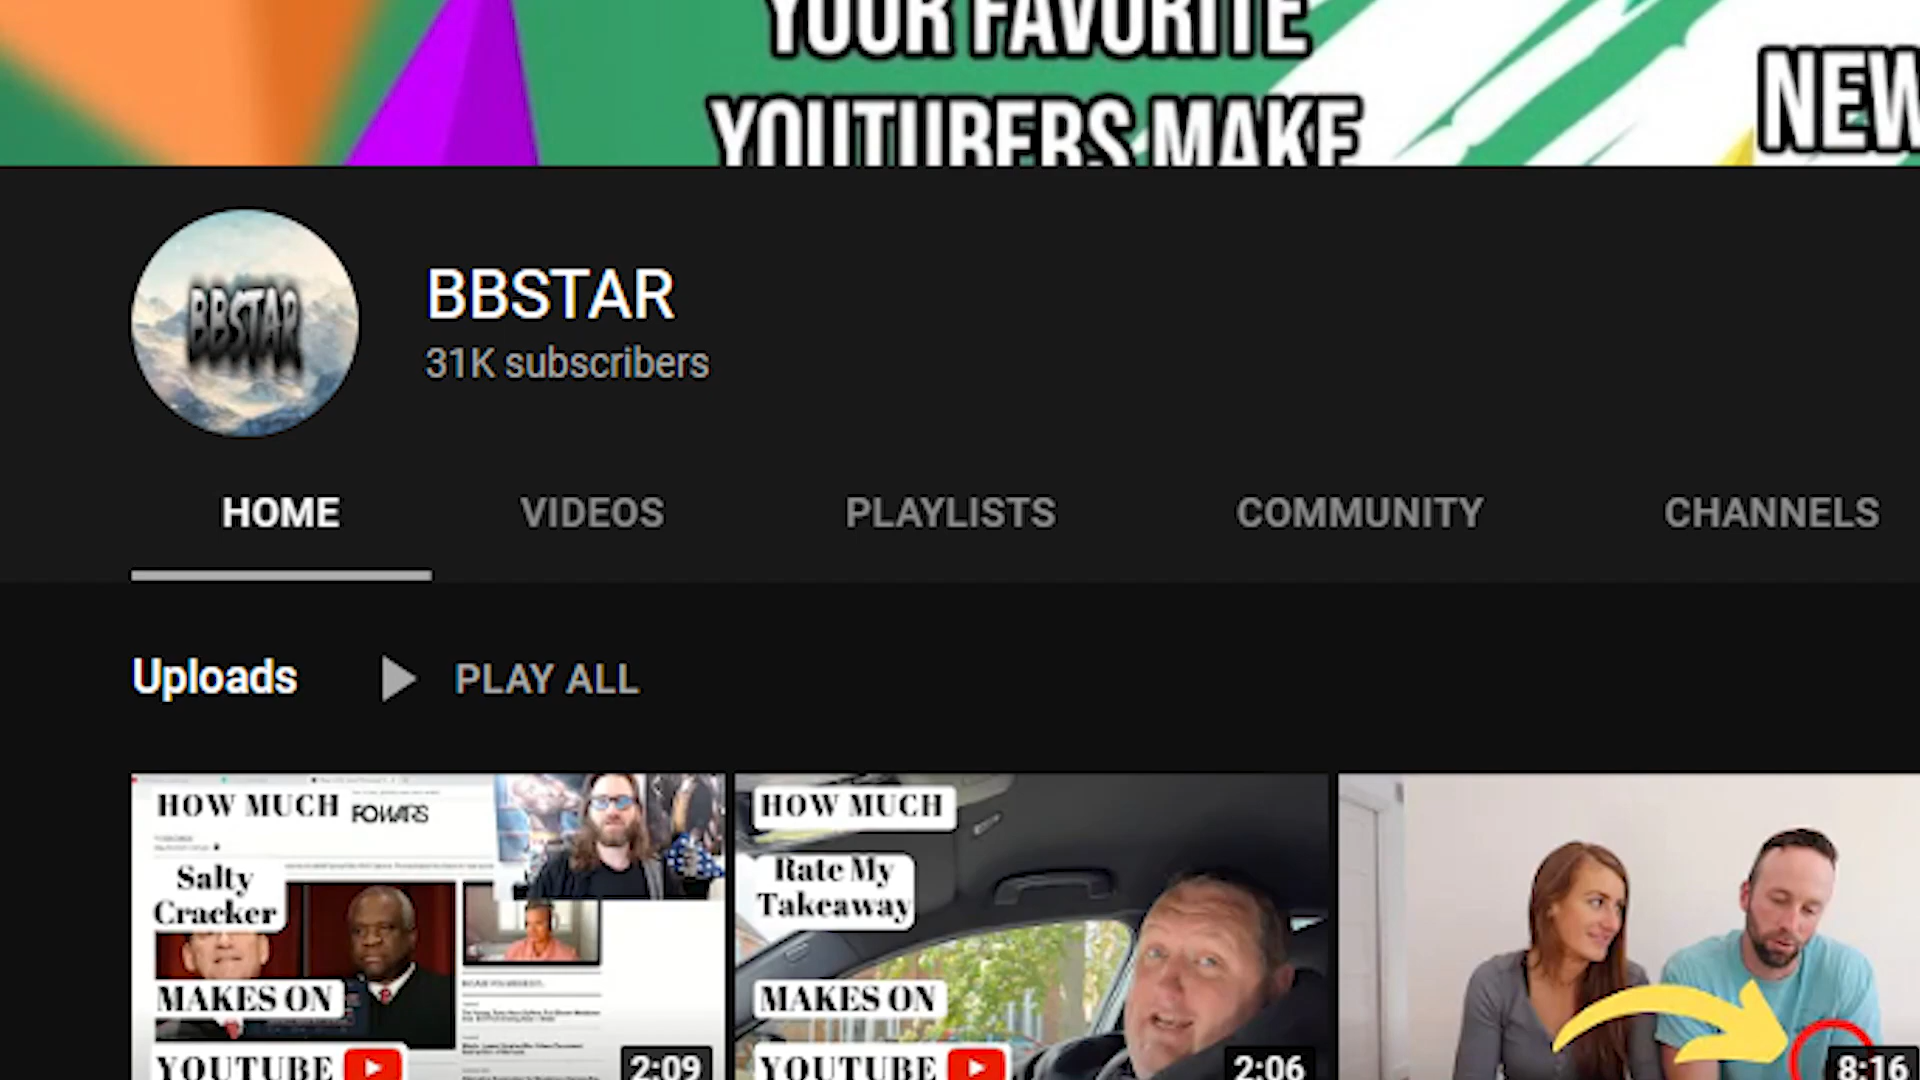 YOUR FAVORITE
YOUTUBERS MAKE
NEW
BBSTAR
BBSTAR
31K subscribers
HOME
VIDEOS
PLAYLISTS
COMMUNITY
CHANNELS
Uploads
PLAY ALL
HOW MUCH
FOWARS
Salty
Cracker
MAKES ON
YOUTUBE
2:09
HOW MUCH
Rate My
Takeaway
MAKES ON
YOUTUBE
2:06
8:16